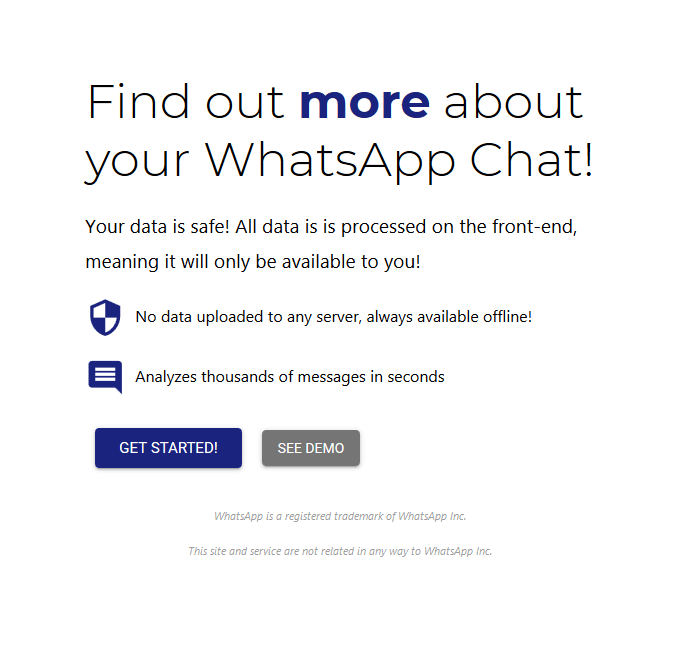 Find out more about
your WhatsApp Chat!
Your data is safe! All data is is processed on the front-end,
meaning it will only be available to you!
No data uploaded to any server, always available offline!
Analyzes thousands of messages in seconds
GET STARTED!
SEE DEMO
WhatsApp is a registered trademark of WhatsApp Inc.
This site and service are not related in any way to WhatsApp Inc.